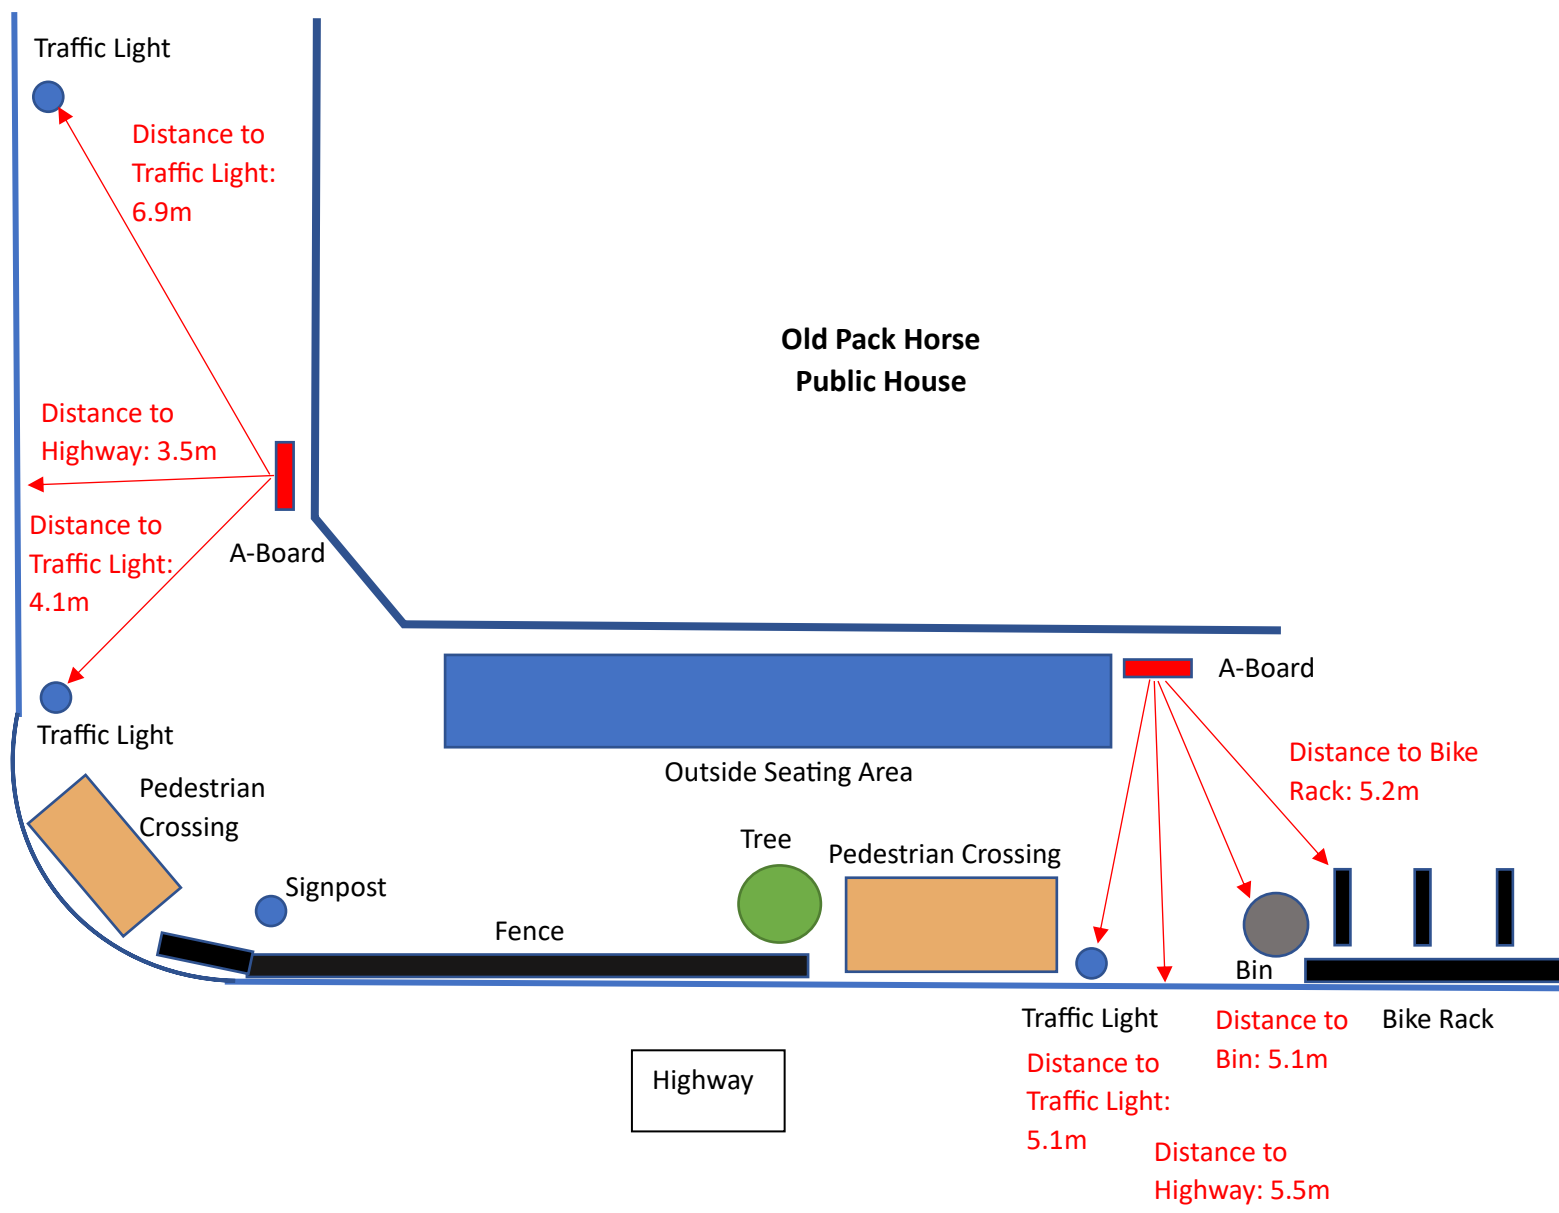 Traffic Light
Distance to
Traffic Light:
6.9m
Old Pack Horse
Public House
Distance to
Highway: 3.5m
Distance to
Traffic Light:
4.1m
A-Board
A-Board
Traffic Light
Outside Seating Area
Distance to Bike
Rack: 5.2m
Pedestrian
Crossing
Tree
Pedestrian Crossing
Signpost
Fence
Bin
Traffic Light
Distance to
Bin: 5.1m
Bike Rack
Distance to
Traffic Light:
5.1m
Highway
Distance to
Highway: 5.5m